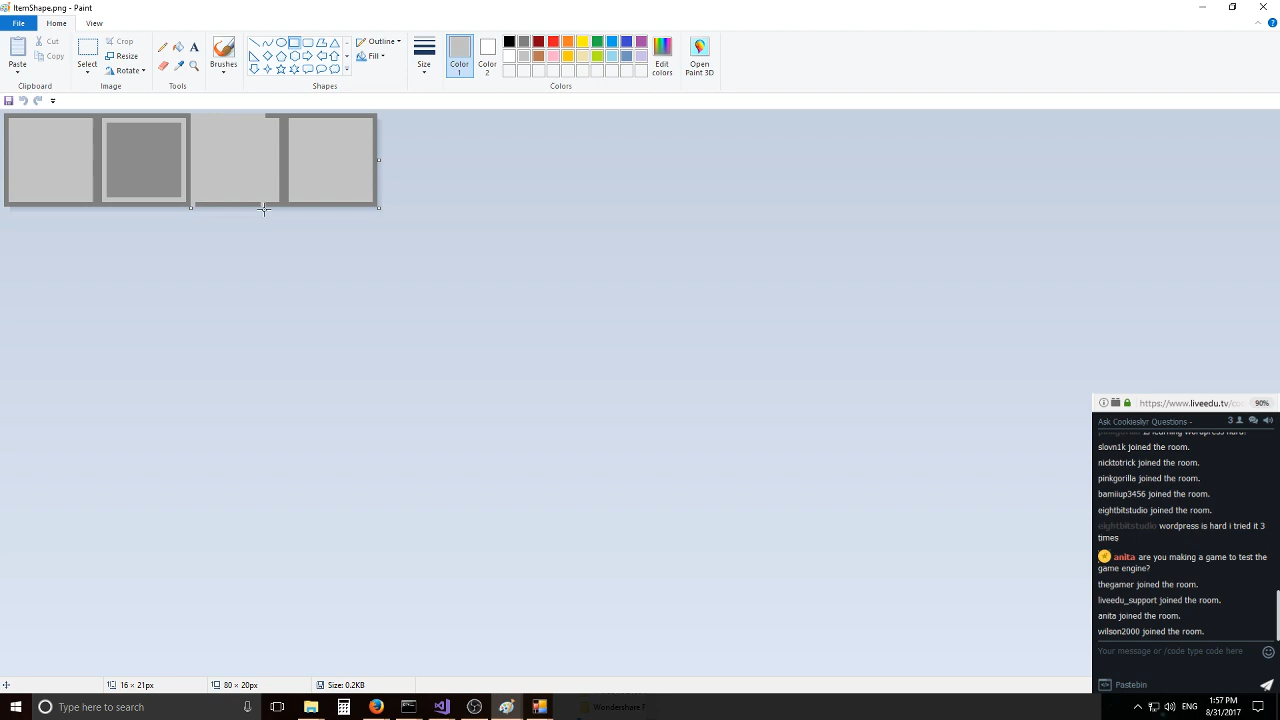 ItemShape.png - Paint
File
Home
View
Paste
Cut
Copy
Clipboard
Select
Crop
Resize
Rotate
Image
Tools
Brushes
Shapes
Outline
Fill
Size
Color 1
Color 2
Colors
Edit colors
Open Paint 3D
https://www.liveedu.tv/co
90%
Ask Cookieslyr Questions -
3
slovn1k joined the room.
nicktotrick joined the room.
pinkgorilla joined the room.
bamiiup3456 joined the room.
eightbitstudio joined the room.
eightbitstudio wordpress is hard i tried it 3
times
anita are you making a game to test the
game engine?
thegamer joined the room.
liveedu_support joined the room.
anita joined the room.
wilson2000 joined the room.
Your message or /code type code here
Pastebin
16 × 21px
80 × 20px
Size: 0.2KB
Type here to search
Wondershare F
ENG
1:57 PM
8/31/2017